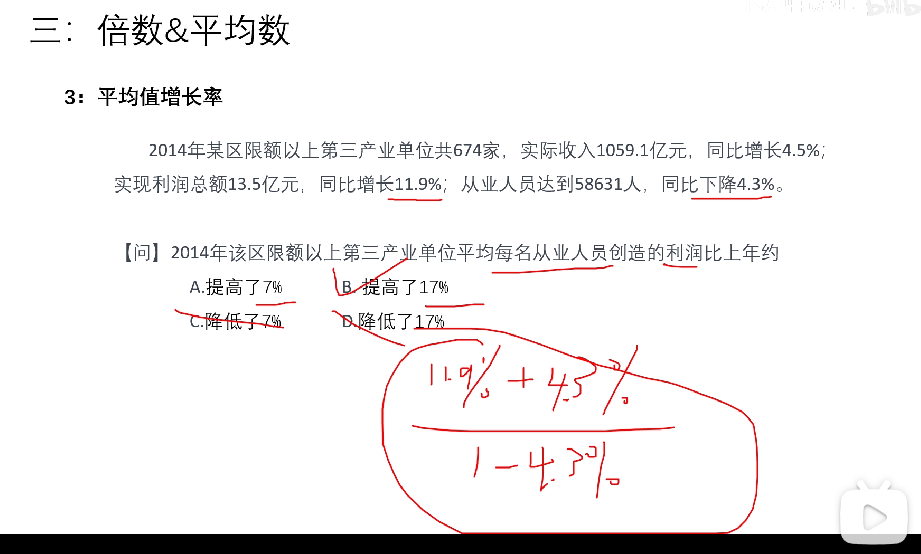 三：倍数&平均数
3：平均值增长率
2014年某区限额以上第三产业单位共674家，实际收入1059.1亿元，同比增长4.5%；
实现利润总额13.5亿元，同比增长11.9%；从业人员达到58631人，同比下降4.3%。
【问】2014年该区限额以上第三产业单位平均每名从业人员创造的利润比上年约
A.提高了7% B. 提高了17%
C.降低了7% D.降低了17%
11.9% + 4.3%
1 - 4.3%